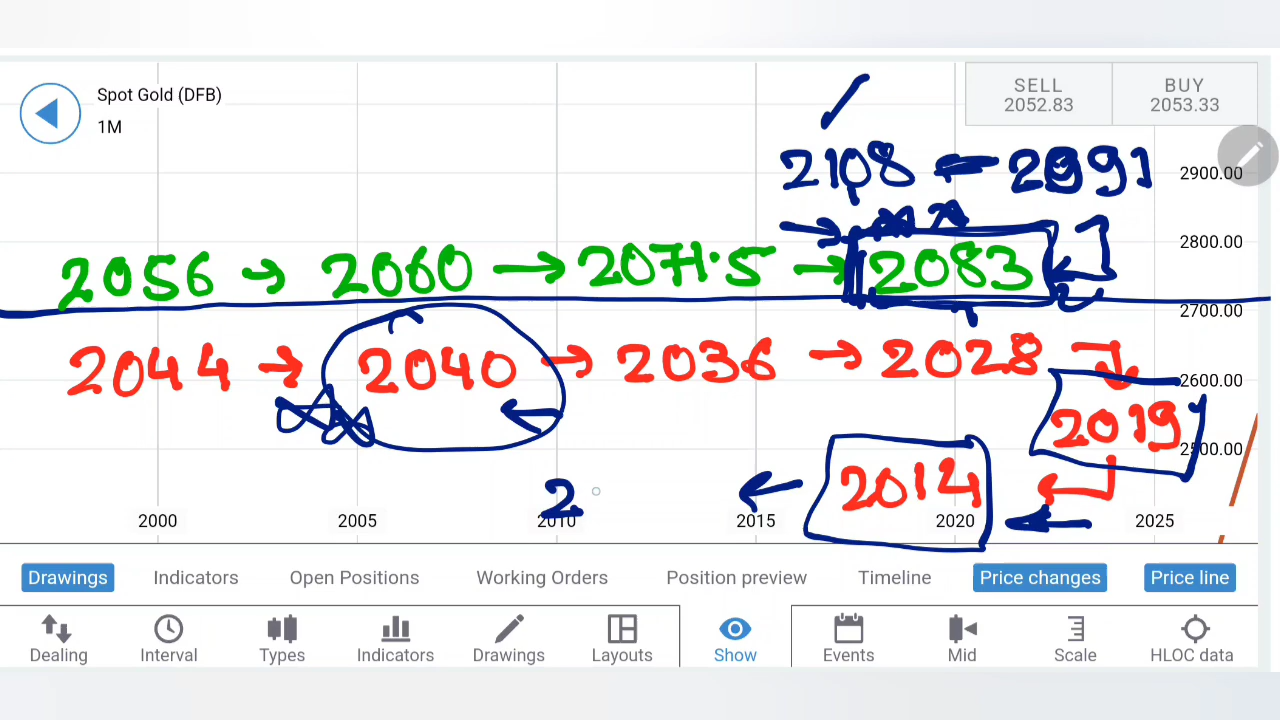 Spot Gold (DFB)
1M
SELL
2052.83
BUY
2053.33
2108
2900.00
2800.00
2056 → 2060 → 2071.5 → 2083
2700.00
2044 → 2040 → 2036 → 2028
2600.00
2019
2500.00
2014
2
2000 2005 2010 2015 2020 2025
Drawings Indicators Open Positions Working Orders Position preview Timeline Price changes Price line
Dealing Interval Types Indicators Drawings Layouts Show Events Mid Scale HLOC data